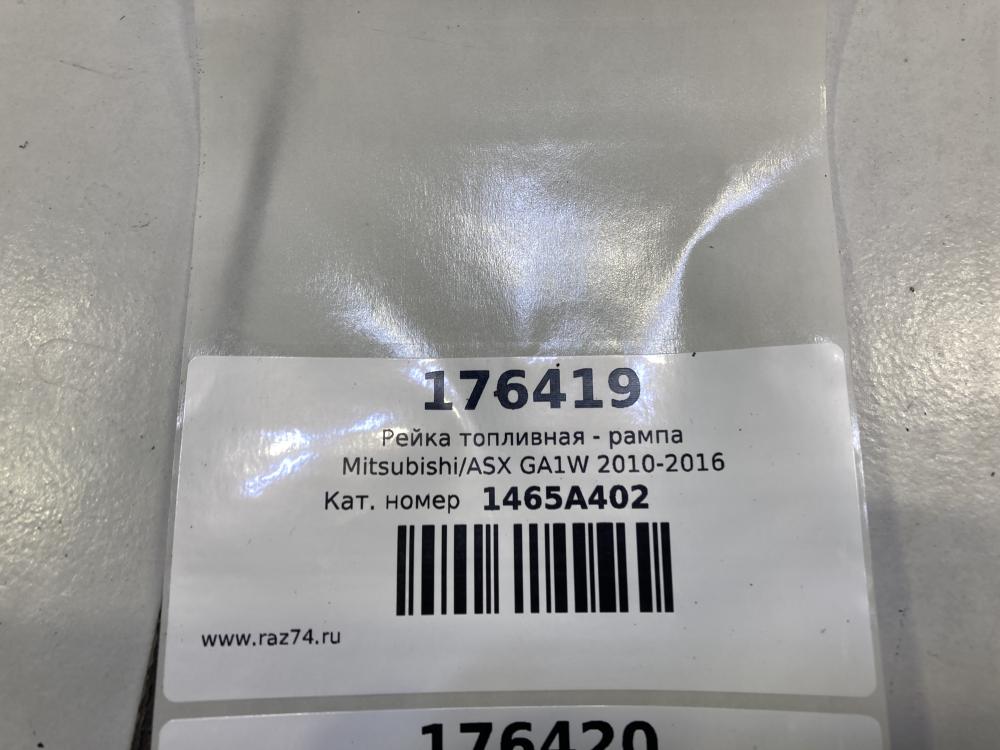 176419
Рейка топливная - рампа
Mitsubishi/ASX GA1W 2010-2016
Кат. номер 1465A402
www.raz74.ru
176420